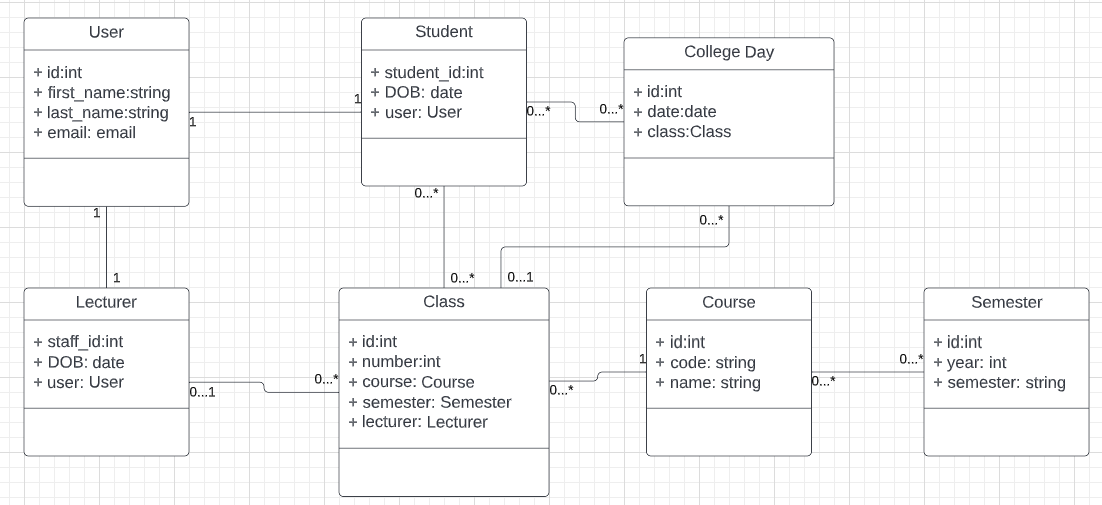 User
+ id:int
+ first_name:string
+ last_name:string
+ email: email
1
1
Student
+ student_id:int
+ DOB: date
+ user: User
0...*
0...*
College Day
+ id:int
+ date:date
+ class:Class
1
1
0...*
0...*
0...*
0...1
Lecturer
+ staff_id:int
+ DOB: date
+ user: User
0...1
0...*
Class
+ id:int
+ number:int
+ course: Course
+ semester: Semester
+ lecturer: Lecturer
0...*
1
Course
+ id:int
+ code: string
+ name: string
0...*
0...*
Semester
+ id:int
+ year: int
+ semester: string